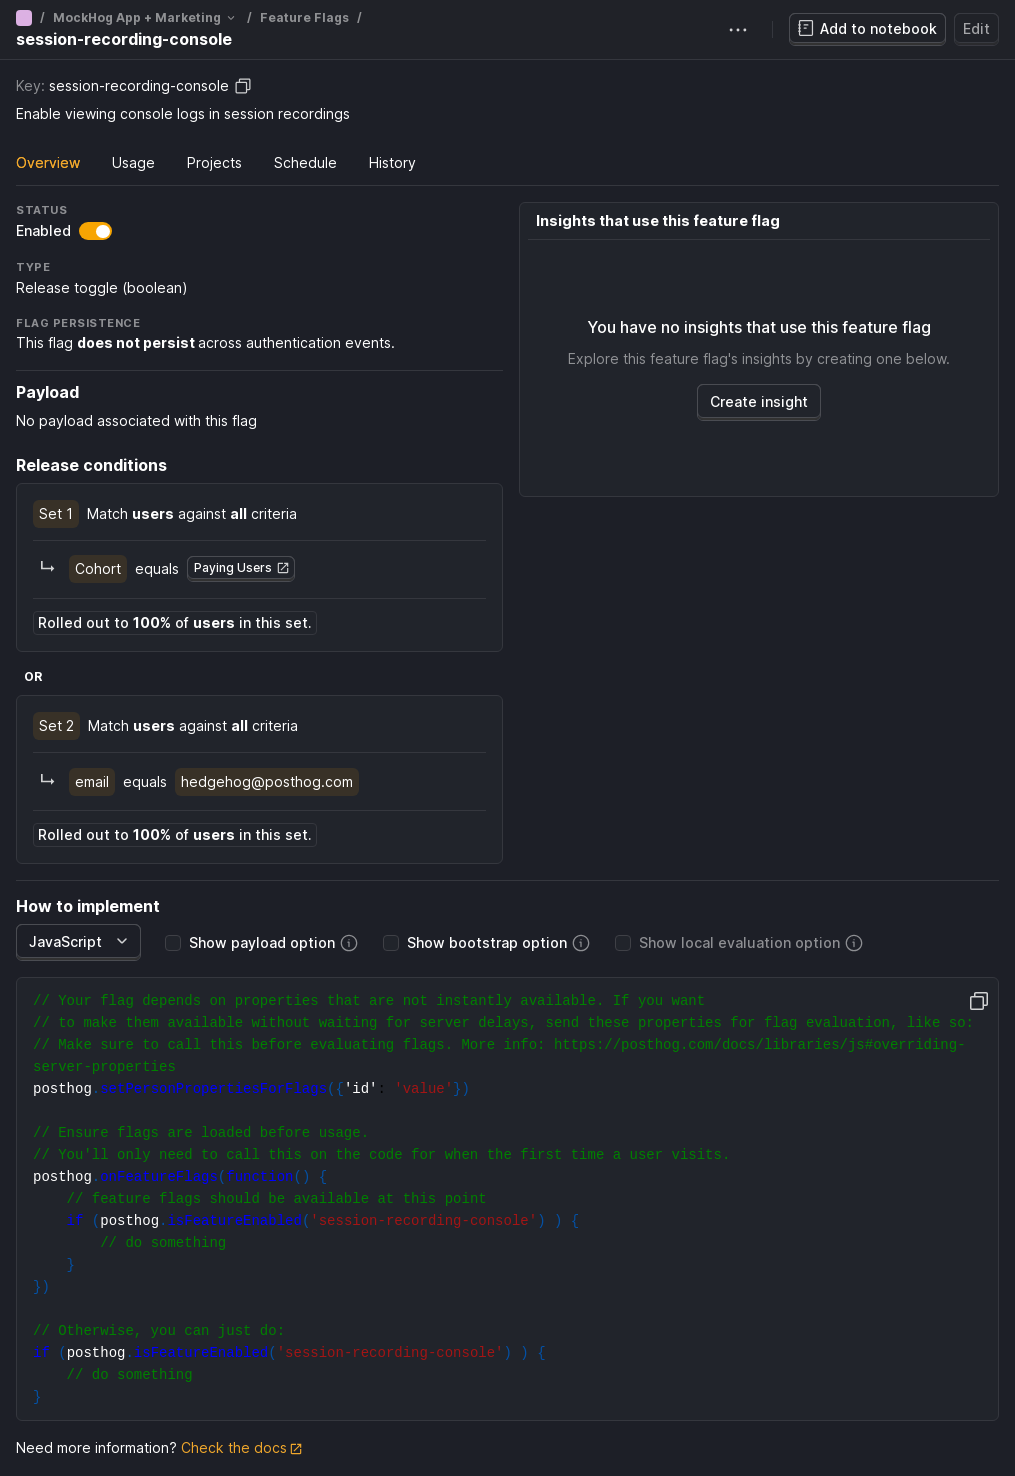 / MockHog App + Marketing / Feature Flags /
session-recording-console
Add to notebook
Edit
Key: session-recording-console
Enable viewing console logs in session recordings
Overview Usage Projects Schedule History
STATUS
Enabled
TYPE
Release toggle (boolean)
FLAG PERSISTENCE
This flag does not persist across authentication events.
Payload
No payload associated with this flag
Release conditions
Set 1 Match users against all criteria
Cohort equals Paying Users
Rolled out to 100% of users in this set.
OR
Set 2 Match users against all criteria
email equals hedgehog@posthog.com
Rolled out to 100% of users in this set.
Insights that use this feature flag
You have no insights that use this feature flag
Explore this feature flag's insights by creating one below.
Create insight
How to implement
JavaScript Show payload option Show bootstrap option Show local evaluation option
// Your flag depends on properties that are not instantly available. If you want
// to make them available without waiting for server delays, send these properties for flag evaluation, like so:
// Make sure to call this before evaluating flags. More info: https://posthog.com/docs/libraries/js#overriding-
server-properties
posthog.setPersonPropertiesForFlags({'id': 'value'})
// Ensure flags are loaded before usage.
// You'll only need to call this on the code for when the first time a user visits.
posthog.onFeatureFlags(function() {
// feature flags should be available at this point
if (posthog.isFeatureEnabled('session-recording-console') ) {
// do something
}
})
// Otherwise, you can just do:
if (posthog.isFeatureEnabled('session-recording-console') ) {
// do something
}
Need more information? Check the docs